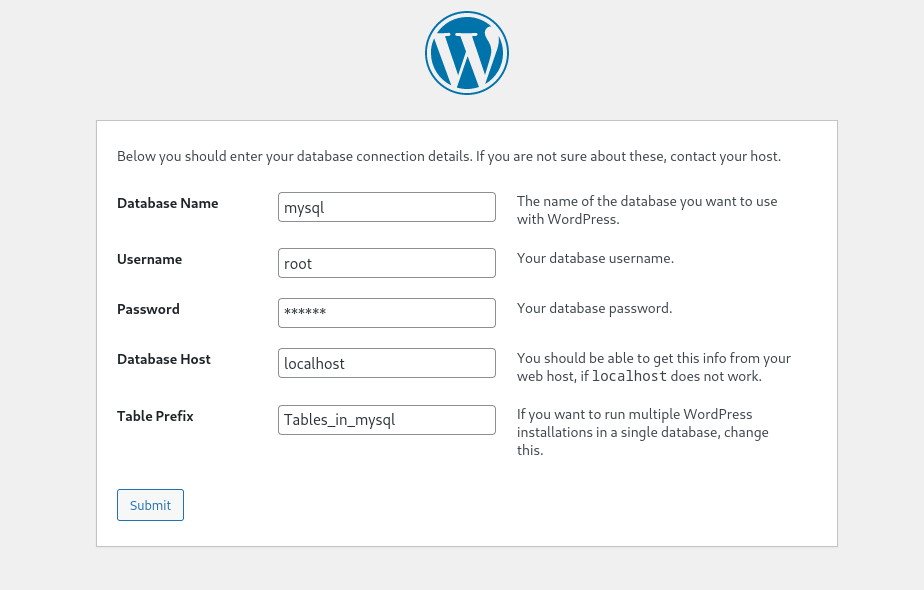 Below you should enter your database connection details. If you are not sure about these, contact your host.
Database Name
mysql
The name of the database you want to use
with WordPress.
Username
root
Your database username.
Password
******
Your database password.
Database Host
localhost
You should be able to get this info from your
web host, if localhost does not work.
Table Prefix
Tables_in_mysql
If you want to run multiple WordPress
installations in a single database, change
this.
Submit